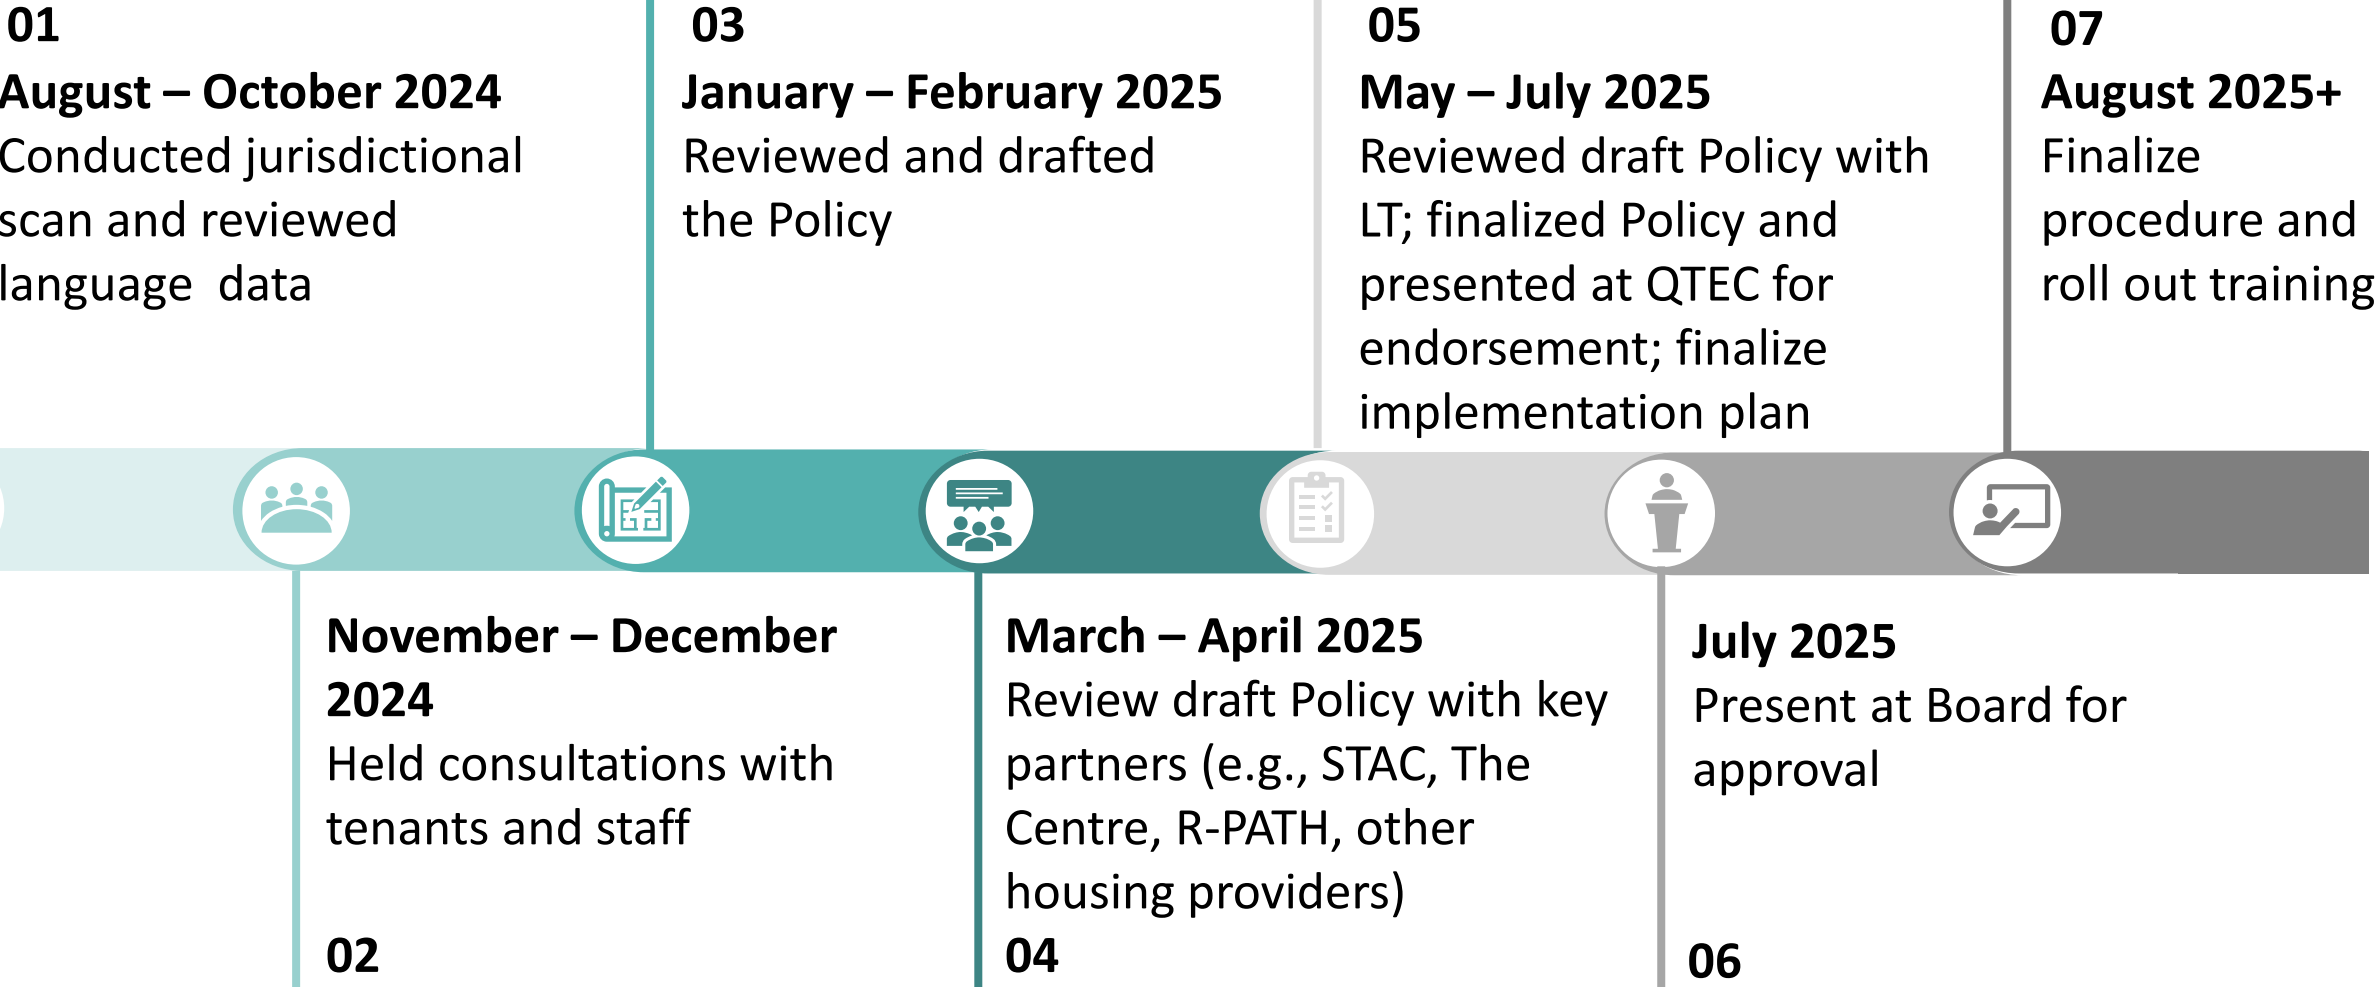 01
August – October 2024
Conducted jurisdictional
scan and reviewed
language  data
November – December
2024
Held consultations with
tenants and staff
02
03
January – February 2025
Reviewed and drafted
the Policy
March – April 2025
Review draft Policy with key
partners (e.g., STAC, The
Centre, R-PATH, other
housing providers)
04
05
May – July 2025
Reviewed draft Policy with
LT; finalized Policy and
presented at QTEC for
endorsement; finalize
implementation plan
July 2025
Present at Board for
approval
06
07
August 2025+
Finalize
procedure and
roll out training